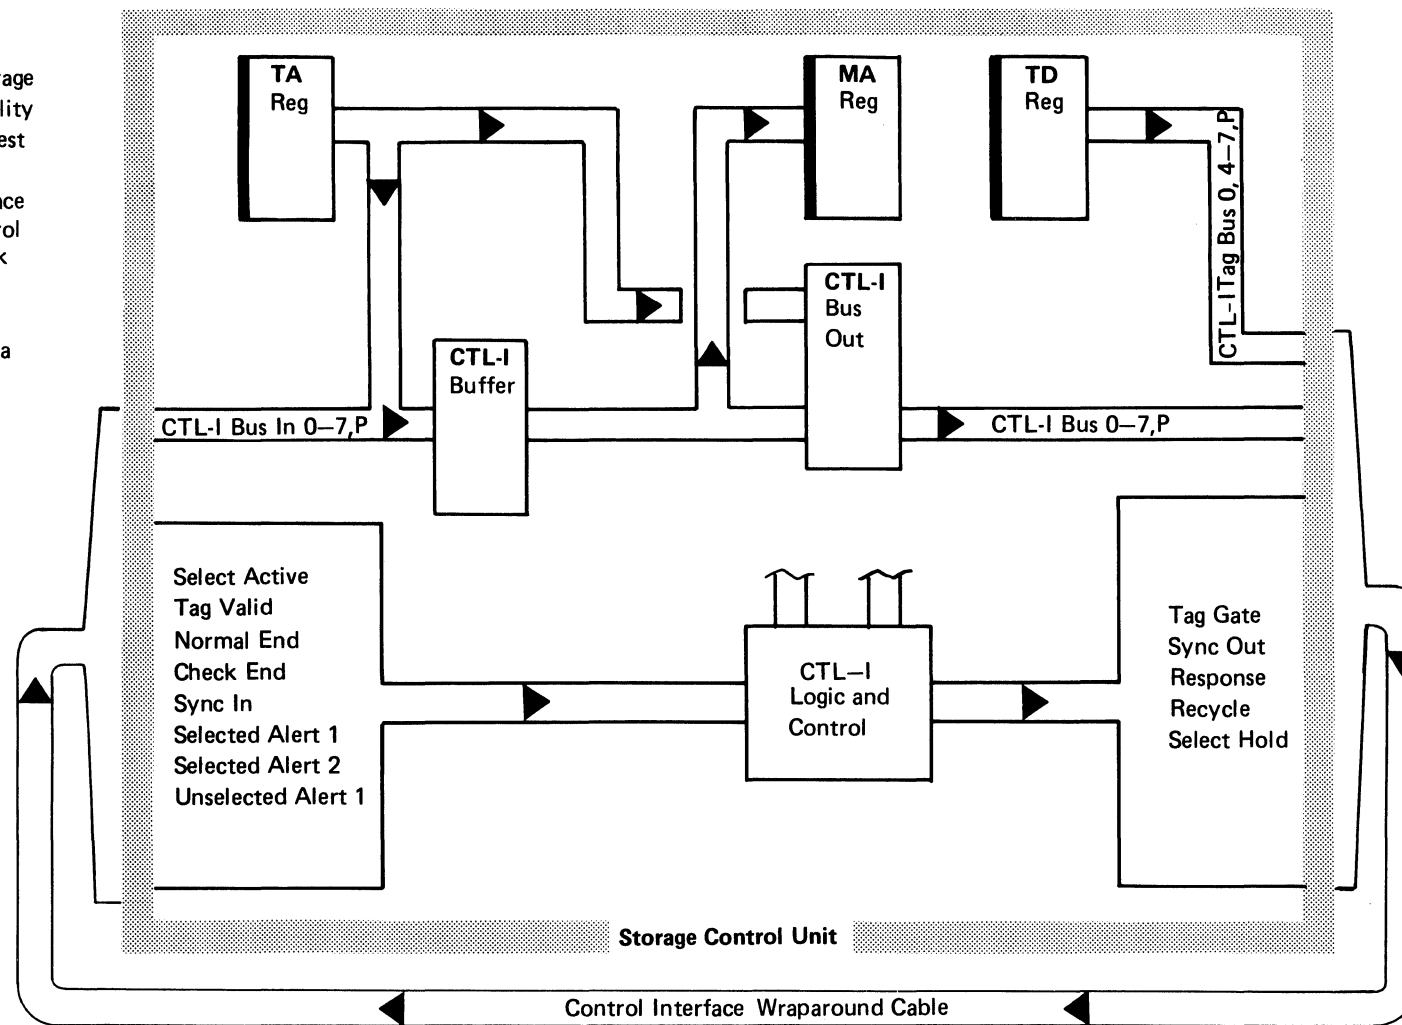 TA
Reg
MA
Reg
TD
Reg
CTL-I Tag Bus 0, 4–7,P
CTL-I
Bus
Out
CTL-I
Buffer
CTL-I Bus In 0–7,P
CTL-I Bus 0–7,P
Select Active
Tag Valid
Normal End
Check End
Sync In
Selected Alert 1
Selected Alert 2
Unselected Alert 1
CTL–I
Logic and
Control
Tag Gate
Sync Out
Response
Recycle
Select Hold
Storage Control Unit
Control Interface Wraparound Cable
a